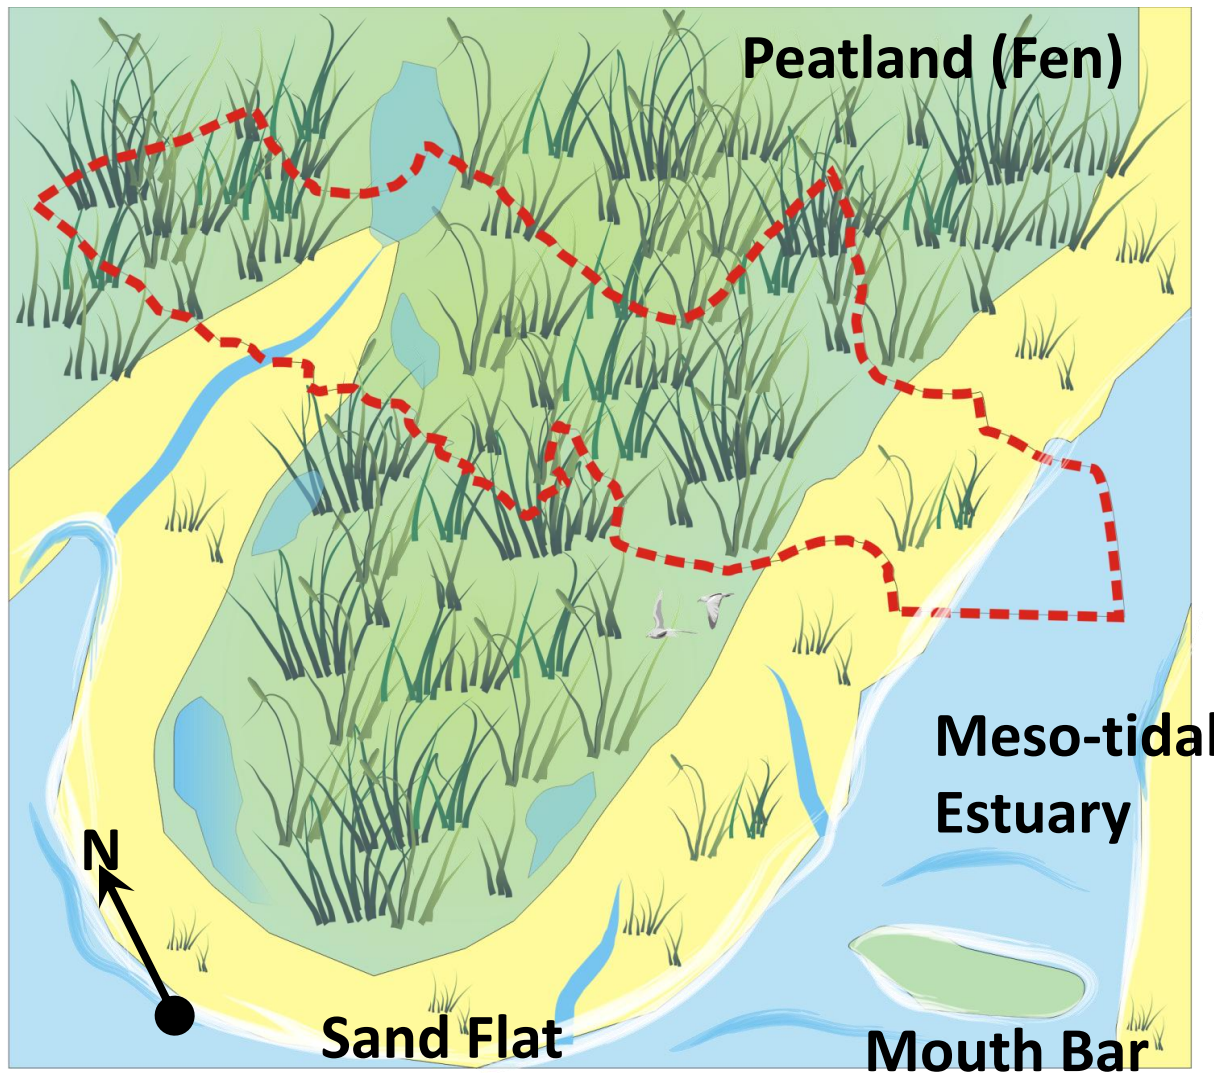 Peatland (Fen)
Meso-tidal
Estuary
N
Sand Flat
Mouth Bar